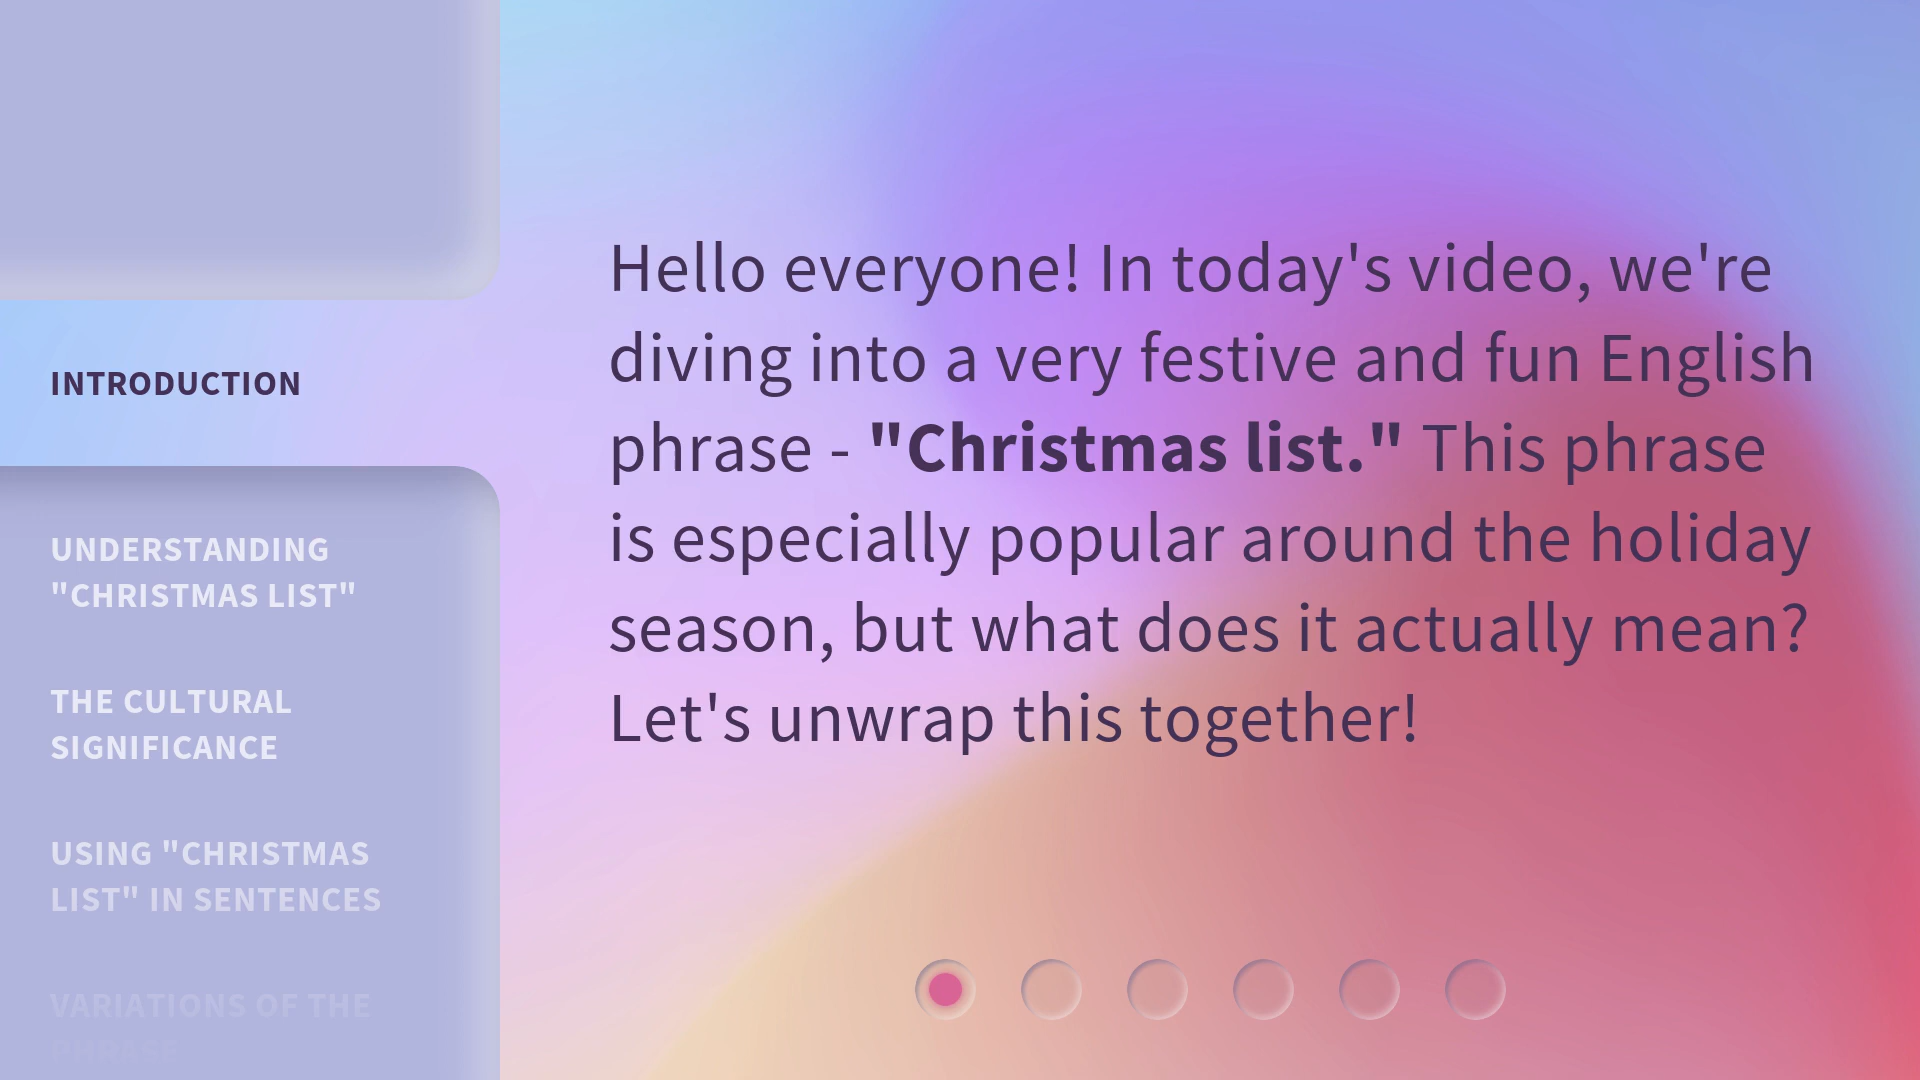 INTRODUCTION
UNDERSTANDING
"CHRISTMAS LIST"
THE CULTURAL
SIGNIFICANCE
USING "CHRISTMAS
LIST" IN SENTENCES
VARIATIONS OF THE
PHRASE
Hello everyone! In today's video, we're
diving into a very festive and fun English
phrase - "Christmas list." This phrase
is especially popular around the holiday
season, but what does it actually mean?
Let's unwrap this together!